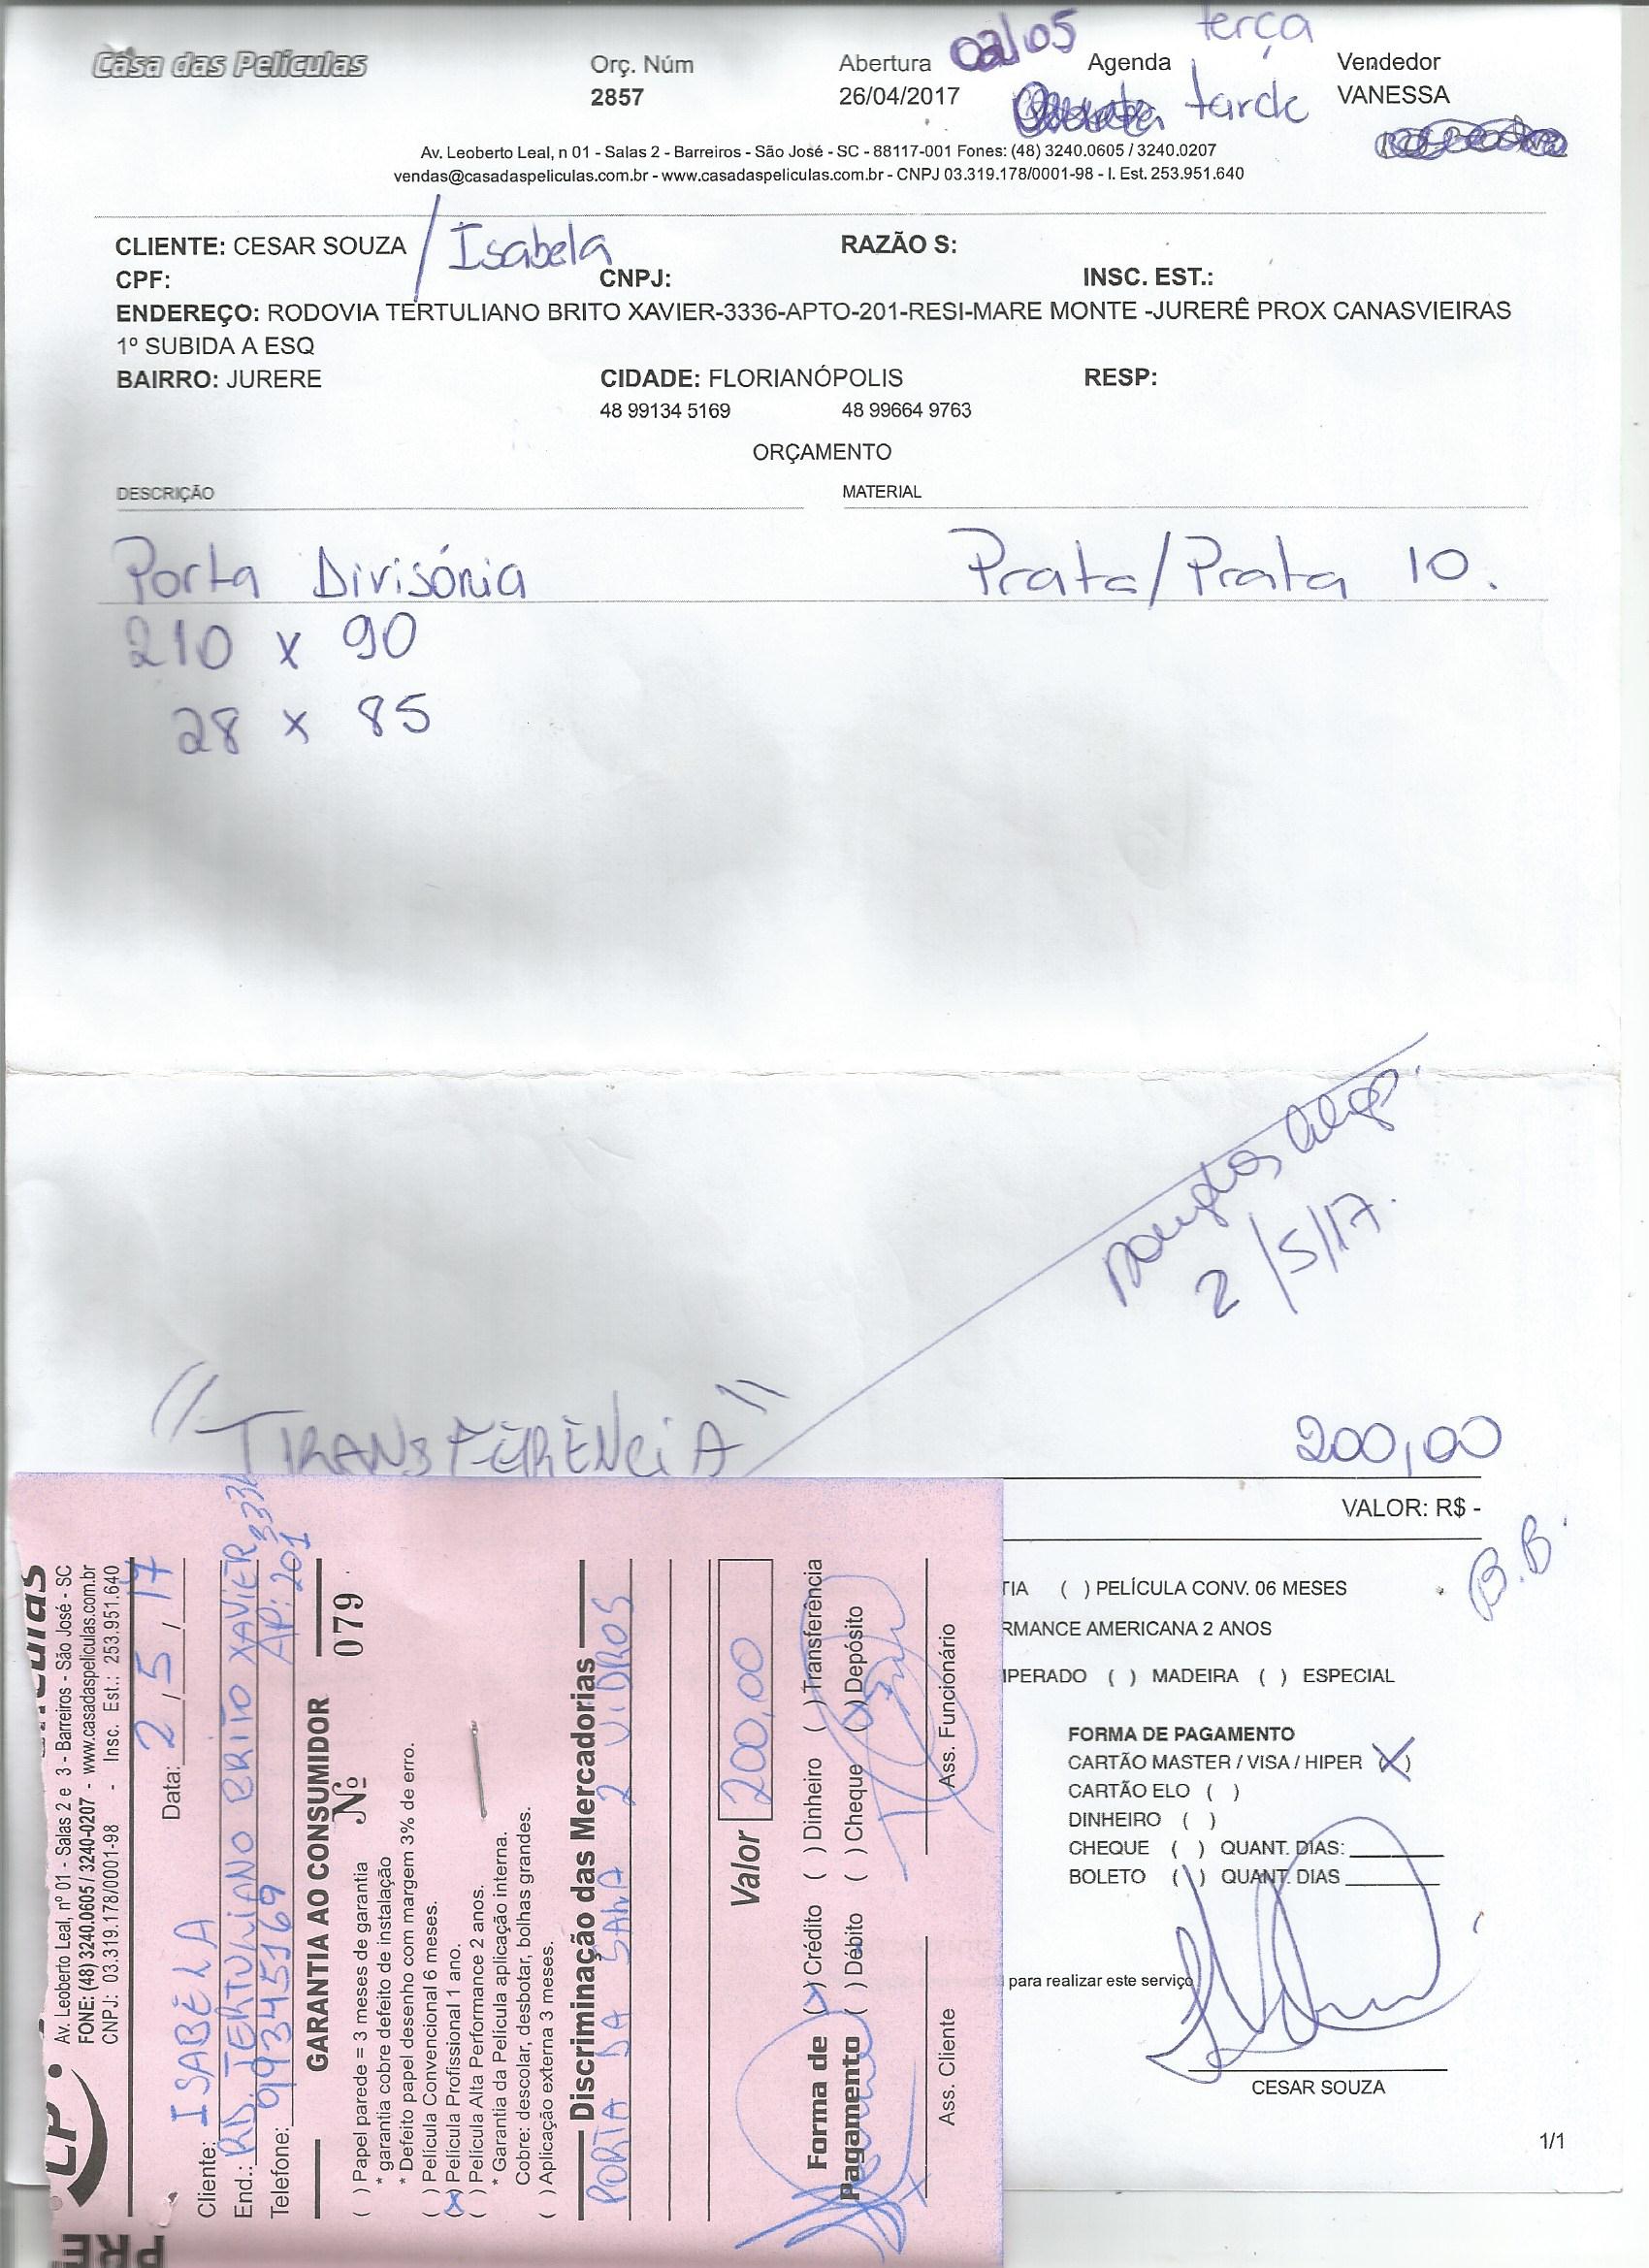 Casa das Películas
Orç. Núm
2857
Abertura
26/04/2017
02/05
Agenda
terça
tarde
Vendedor
VANESSA
Av. Leoberto Leal, n 01 - Salas 2 - Barreiros - São José - SC - 88117-001 Fones: (48) 3240.0605 / 3240.0207
vendas@casadaspeliculas.com.br - www.casadaspeliculas.com.br - CNPJ 03.319.178/0001-98 - I. Est. 253.951.640
CLIENTE: CESAR SOUZA / Isabela RAZÃO S:
CPF: CNPJ: INSC. EST.:
ENDEREÇO: RODOVIA TERTULIANO BRITO XAVIER-3336-APTO-201-RESI-MARE MONTE -JURERÊ PROX CANASVIEIRAS
1º SUBIDA A ESQ
BAIRRO: JURERE CIDADE: FLORIANÓPOLIS RESP:
48 99134 5169 48 99664 9763
ORÇAMENTO
DESCRIÇÃO MATERIAL
Porta Divisónia Prata/Prata 10.
210 x 90
28 x 85
2/5/17.
"TRANSFERÊNCIA"
200,00
VALOR: R$ -
B.B.
TIA ( ) PELÍCULA CONV. 06 MESES
RMANCE AMERICANA 2 ANOS
IPERADO ( ) MADEIRA ( ) ESPECIAL
FORMA DE PAGAMENTO
CARTÃO MASTER / VISA / HIPER (X)
CARTÃO ELO ( )
DINHEIRO ( )
CHEQUE ( ) QUANT. DIAS:
BOLETO ( ) QUANT. DIAS
para realizar este serviço
CESAR SOUZA
1/1
Av. Leoberto Leal, nº 01 - Salas 2 e 3 - Barreiros - São José - SC
FONE: (48) 3240.0605 / 3240-0207 - www.casadaspeliculas.com.br
CNPJ: 03.319.178/0001-98 - Insc. Est.: 253.951.640
Data: 2, 5, 17
Cliente: ISABELA
End.: RD. TERTULIANO BRITO XAVIER 3336
Telefone: 991345169 AP: 201
GARANTIA AO CONSUMIDOR
Nº 079
( ) Papel parede = 3 meses de garantia
* garantia cobre defeito de instalação
* Defeito papel desenho com margem 3% de erro.
( ) Película Convencional 6 meses.
(X) Película Profissional 1 ano.
( ) Película Alta Performance 2 anos.
* Garantia da Película aplicação interna.
Cobre: descolar, desbotar, bolhas grandes.
( ) Aplicação externa 3 meses.
Discriminação das Mercadorias
PORTA DA SALA 2 VIDROS
Valor 200,00
Forma de (X) Crédito ( ) Dinheiro ( ) Transferência
Pagamento ( ) Débito ( ) Cheque (X) Depósito
Ass. Cliente Ass. Funcionário